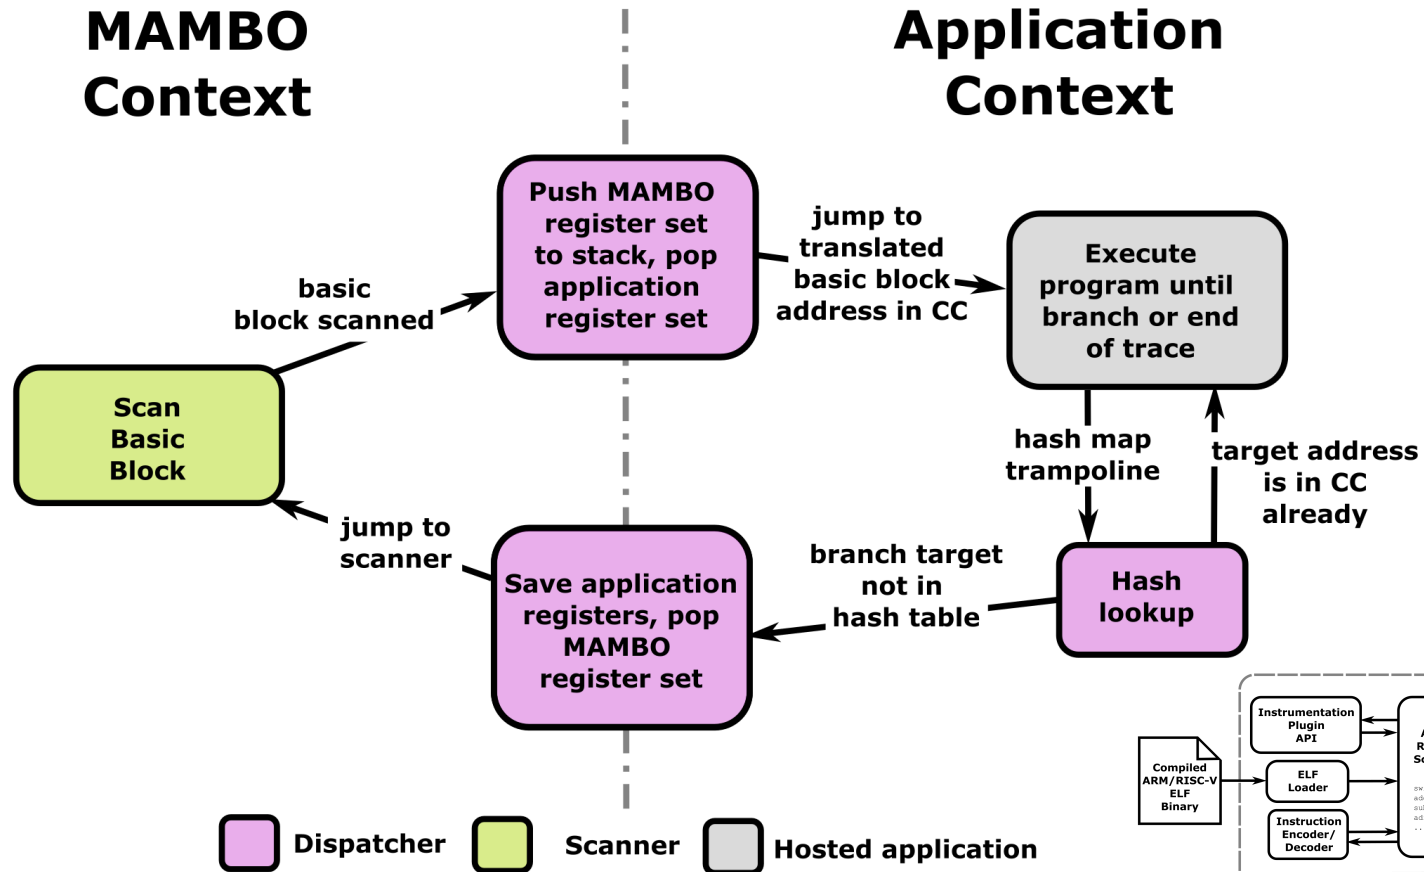 MAMBO
Context
Application
Context
Push MAMBO
register set
to stack, pop
application
register set
jump to
translated
basic block
address in CC
Execute
program until
branch or end
of trace
basic
block scanned
Scan
Basic
Block
hash map
trampoline
target address
is in CC
already
jump to
scanner
Save application
registers, pop
MAMBO
register set
branch target
not in
hash table
Hash
lookup
Instrumentation
Plugin
API
Compiled
ARM/RISC-V
ELF
Binary
ELF
Loader
Instruction
Encoder/
Decoder
Dispatcher
Scanner
Hosted application